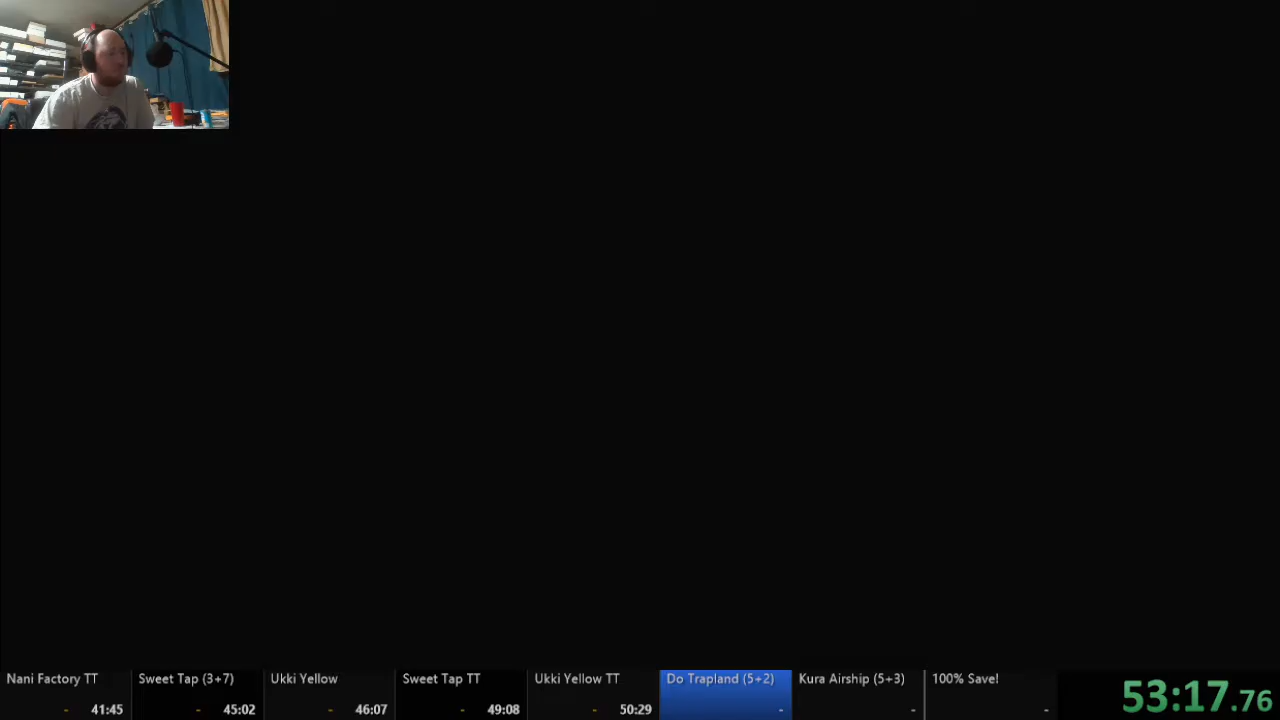 Nani Factory TT
- 41:45
Sweet Tap (3+7)
- 45:02
Ukki Yellow
- 46:07
Sweet Tap TT
- 49:08
Ukki Yellow TT
- 50:29
Do Trapland (5+2)
-
Kura Airship (5+3)
-
100% Save!
-
53:17.76